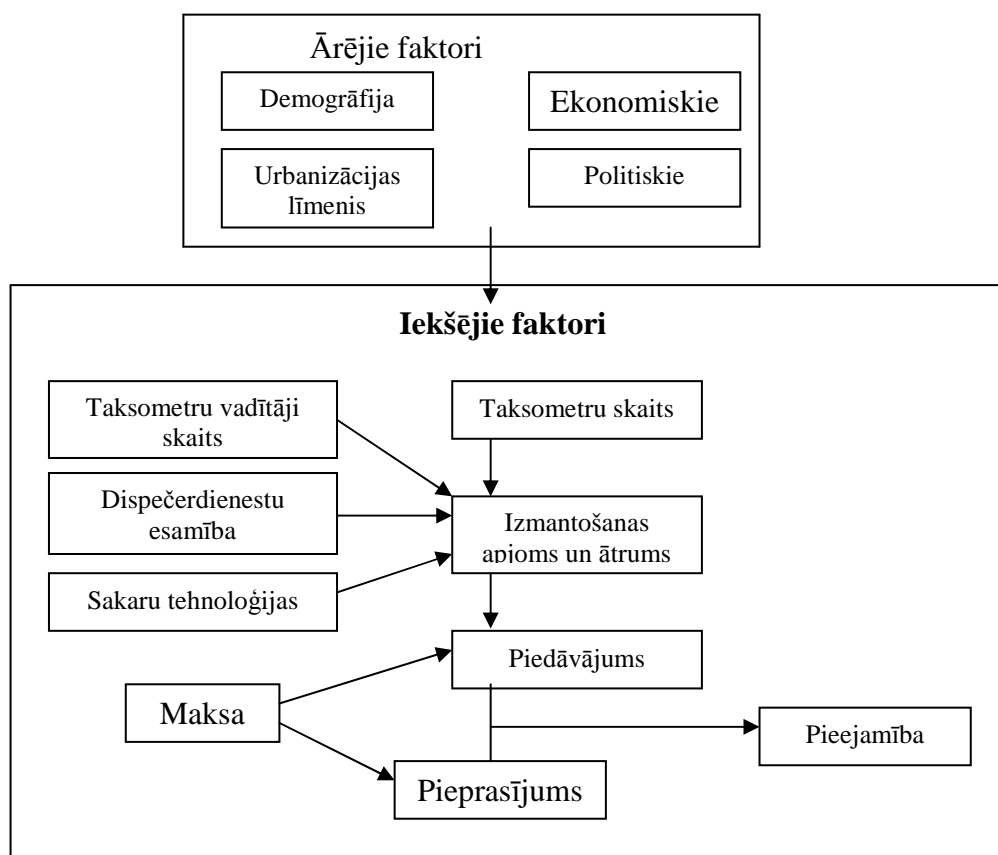 Ārējie faktori
Demogrāfija
Ekonomiskie
Urbanizācijas
līmenis
Politiskie
Iekšējie faktori
Taksometru vadītāji
skaits
Taksometru skaits
Dispečerdienestu
esamība
Izmantošanas
apjoms un ātrums
Sakaru tehnoloģijas
Piedāvājums
Maksa
Pieejamība
Pieprasījums